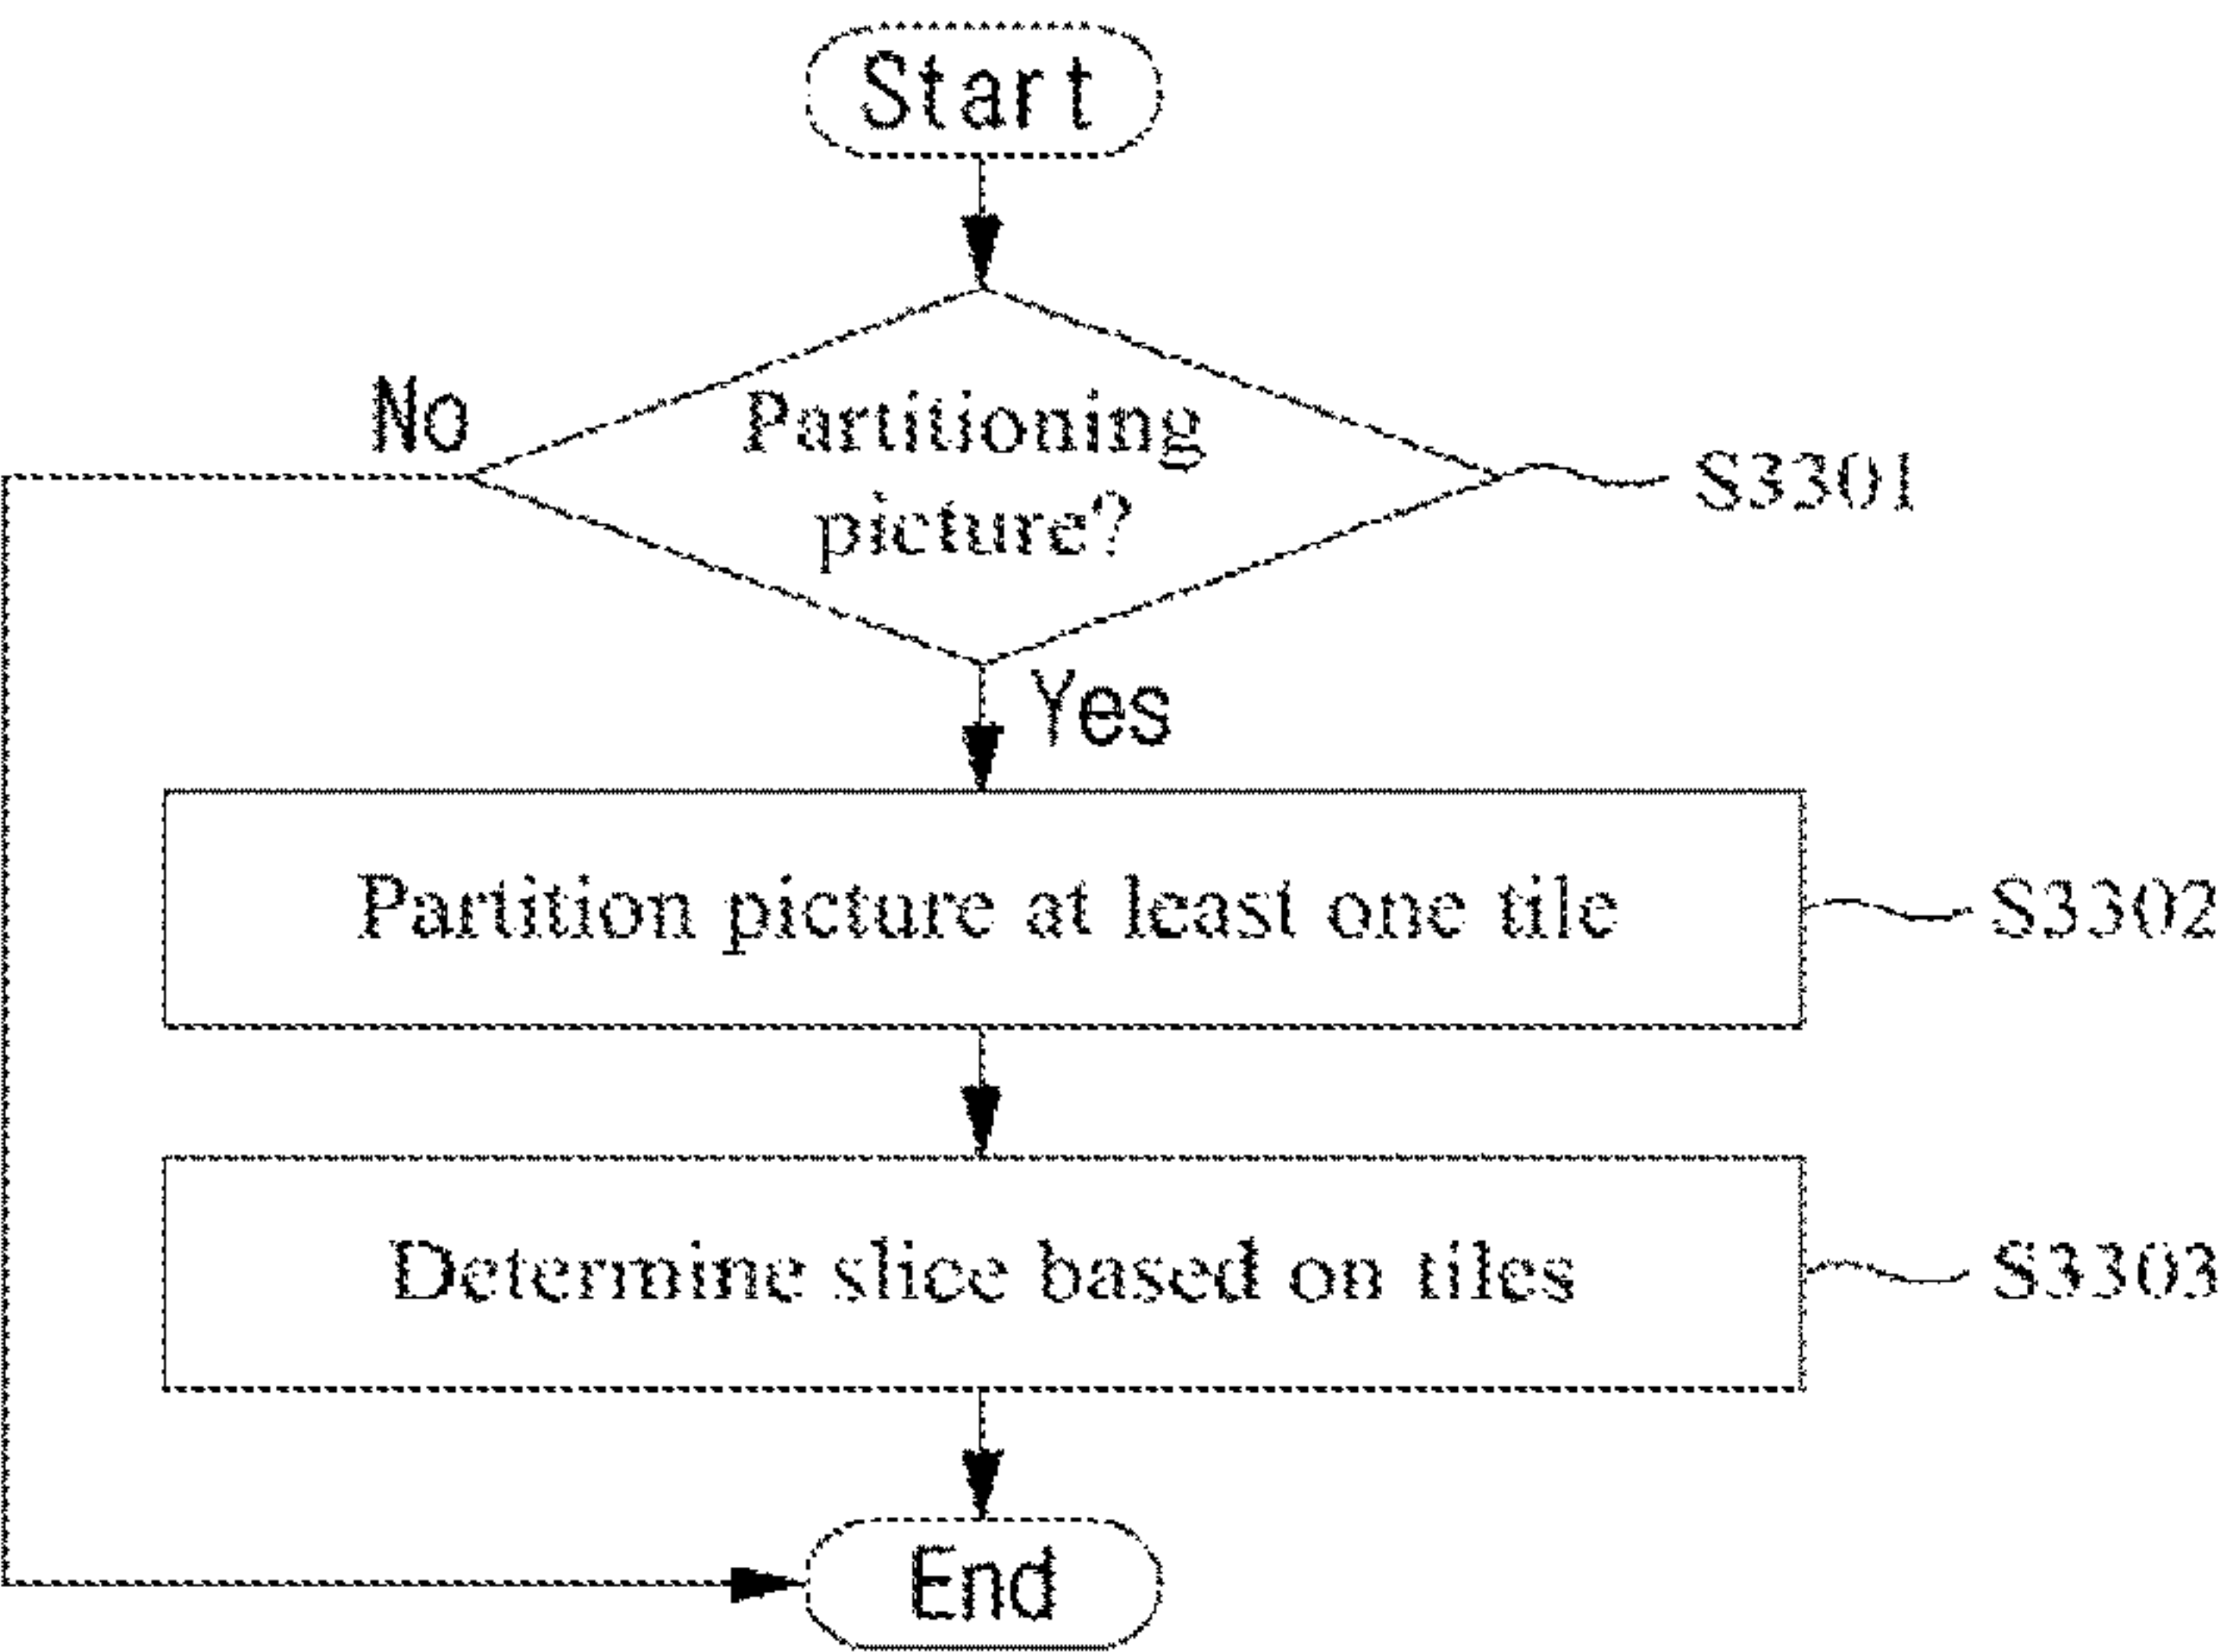 Start
No
Partitioning
picture?
S3301
Yes
Partition picture at least one tile
S3302
Determine slice based on tiles
S3303
End